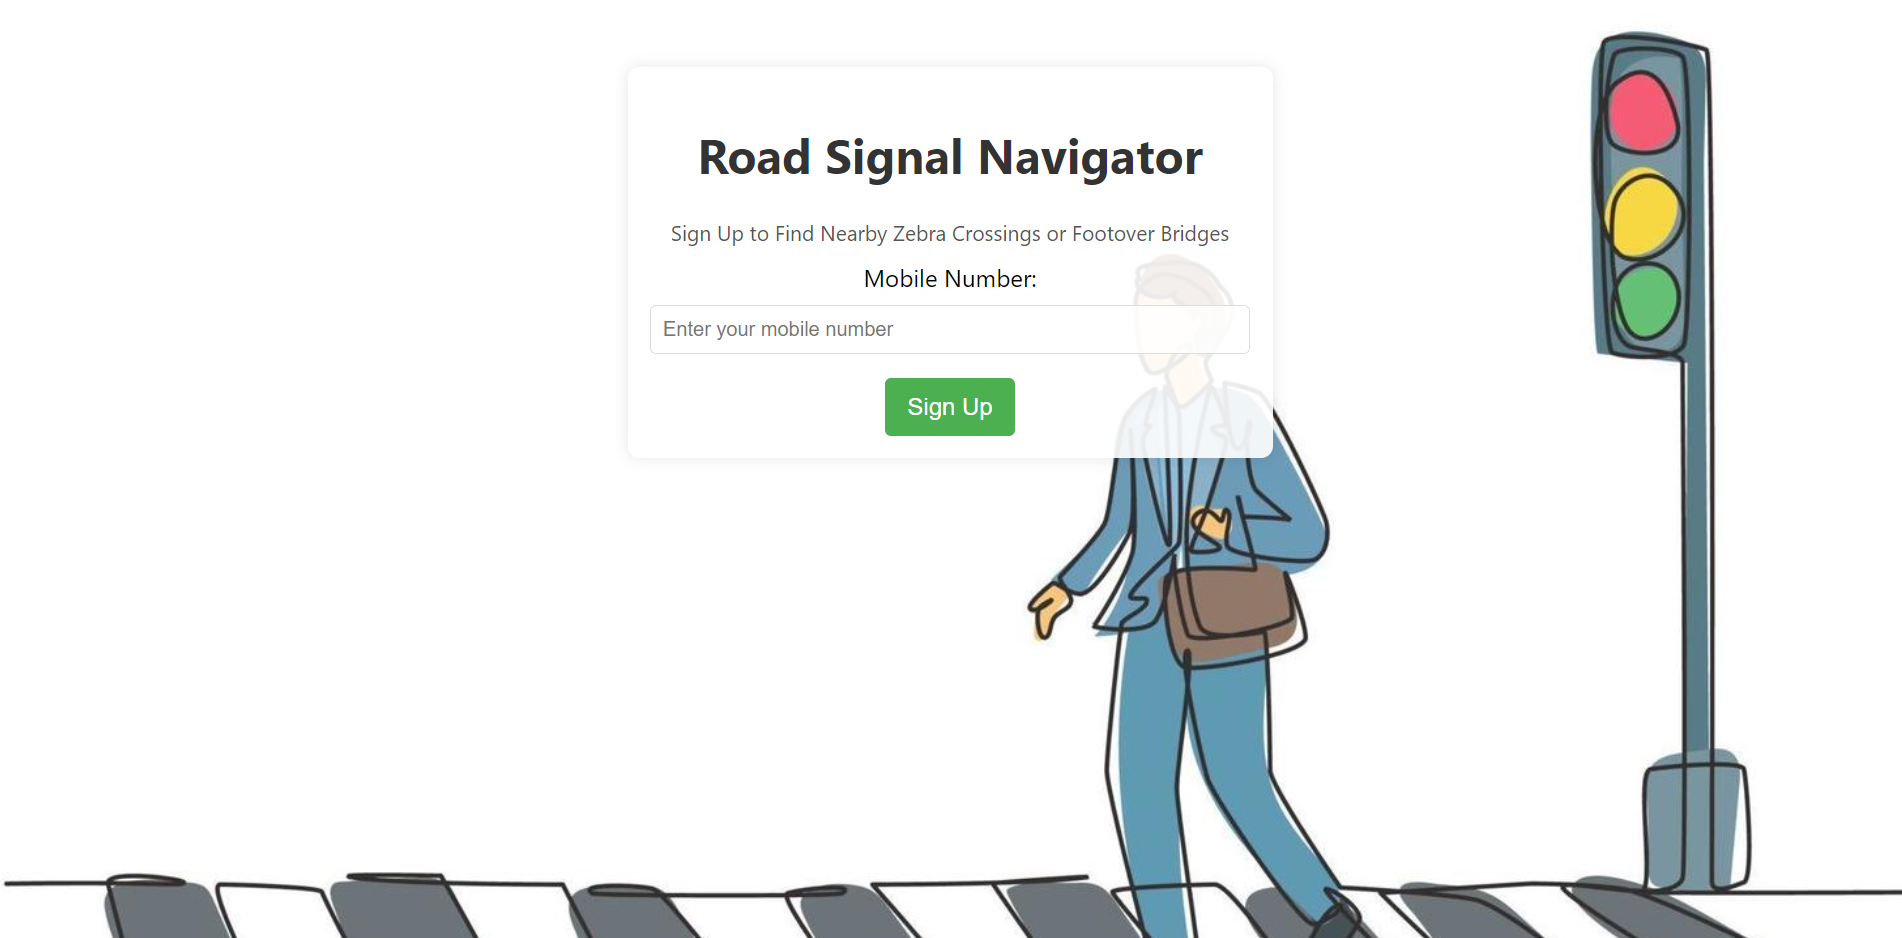 Road Signal Navigator
Sign Up to Find Nearby Zebra Crossings or Footover Bridges
Mobile Number:
Enter your mobile number
Sign Up